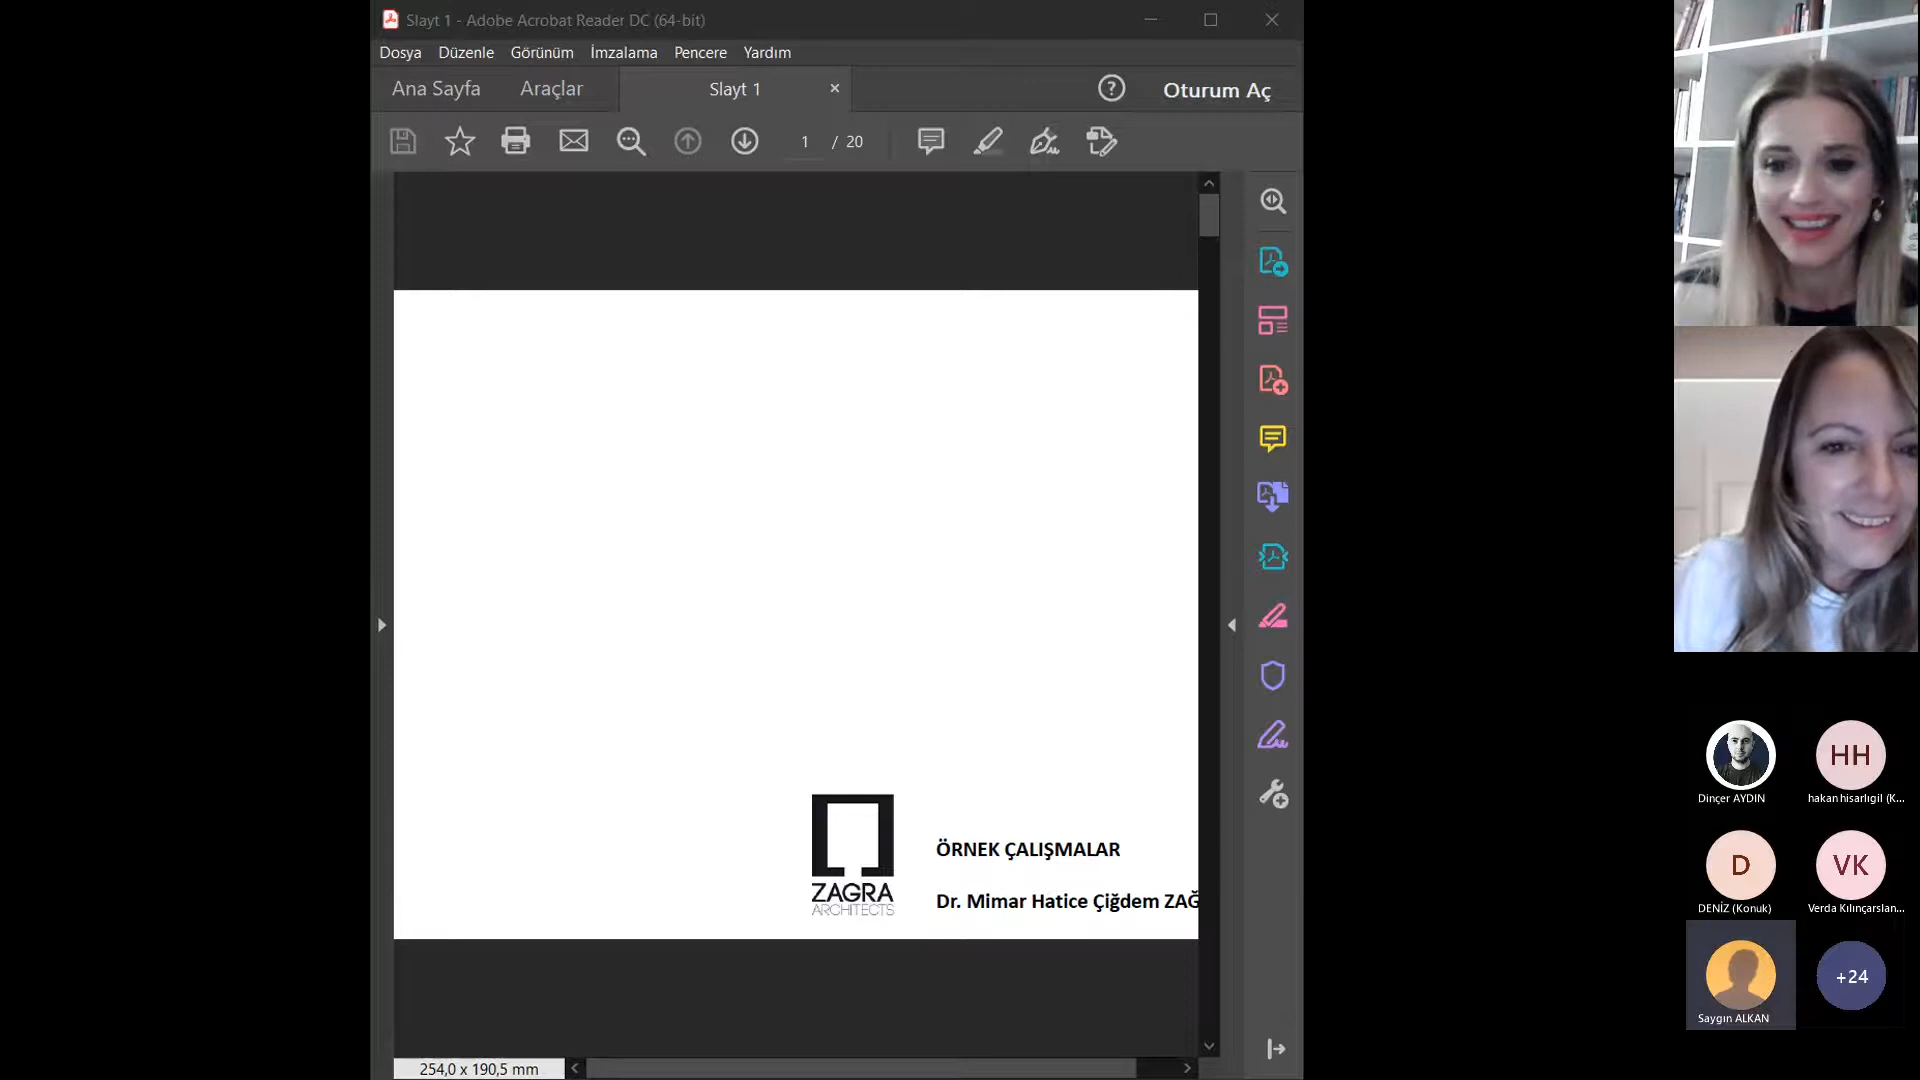 Slayt 1 - Adobe Acrobat Reader DC (64-bit)
Dosya Düzenle Görünüm İmzalama Pencere Yardım
Ana Sayfa Araçlar Slayt 1 Oturum Aç
1 / 20
ZAGRA
ARCHITECTS
ÖRNEK ÇALIŞMALAR
Dr. Mimar Hatice Çiğdem ZAĞ
254,0 x 190,5 mm
HH
Dinçer AYDIN
hakan hisarlıgil (K...
D
VK
DENİZ (Konuk)
Verda Kılınçarslan...
+24
Saygın ALKAN